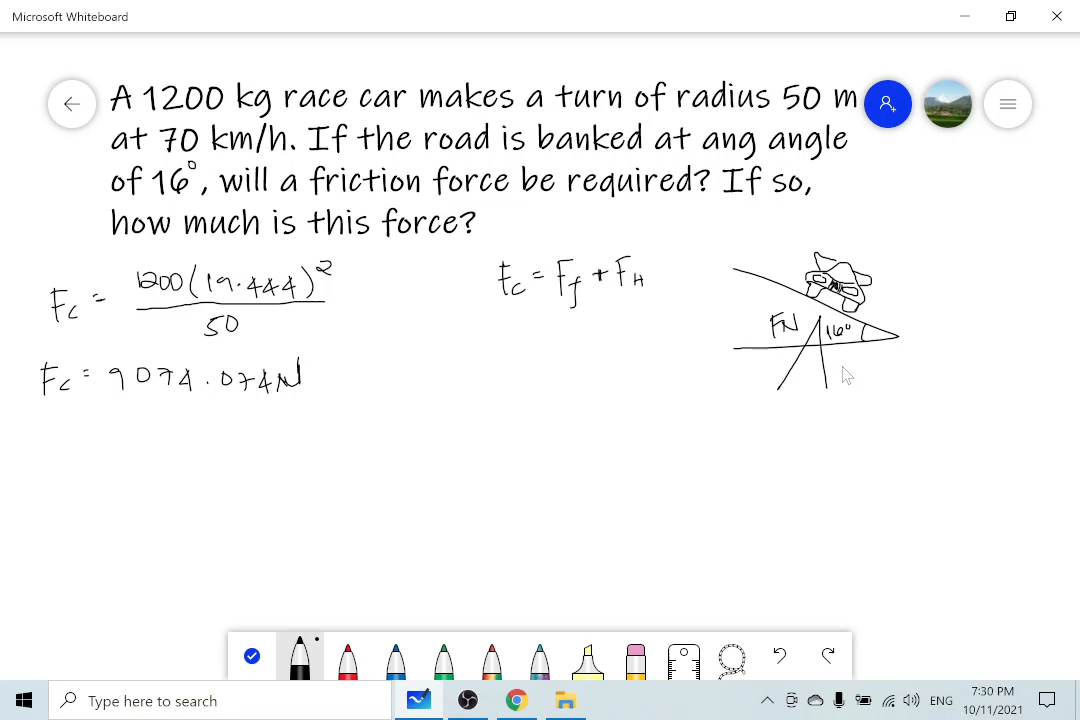 Microsoft Whiteboard
A 1200 kg race car makes a turn of radius 50 m
at 70 km/h. If the road is banked at ang angle
of 16°, will a friction force be required? If so,
how much is this force?
Fc = 1200(19.444)²
50
Fc = 9074.074N
Fc = Ff + FH
FN
16°
Type here to search
ENG
7:30 PM
10/11/2021